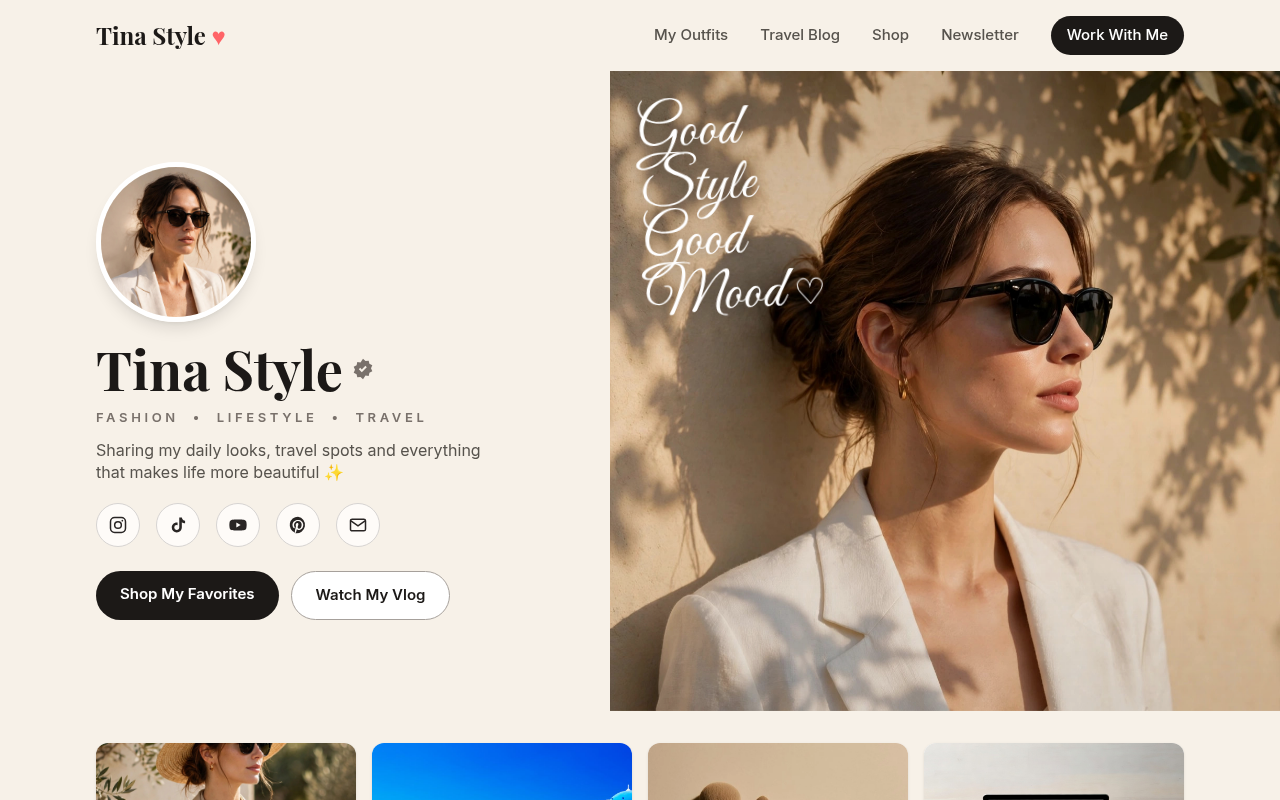 Tina Style ♥
My Outfits
Travel Blog
Shop
Newsletter
Work With Me
Good
Style
Good
Mood♡
Tina Style
FASHION • LIFESTYLE • TRAVEL
Sharing my daily looks, travel spots and everything
that makes life more beautiful ✨
Shop My Favorites
Watch My Vlog